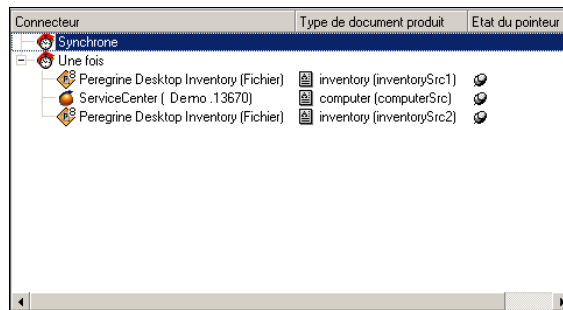 Connecteur Type de document produit Etat du pointeur
Synchrone
Une fois
Peregrine Desktop Inventory (Fichier) inventory (inventorySrc1)
ServiceCenter ( Demo .13670) computer (computerSrc)
Peregrine Desktop Inventory (Fichier) inventory (inventorySrc2)